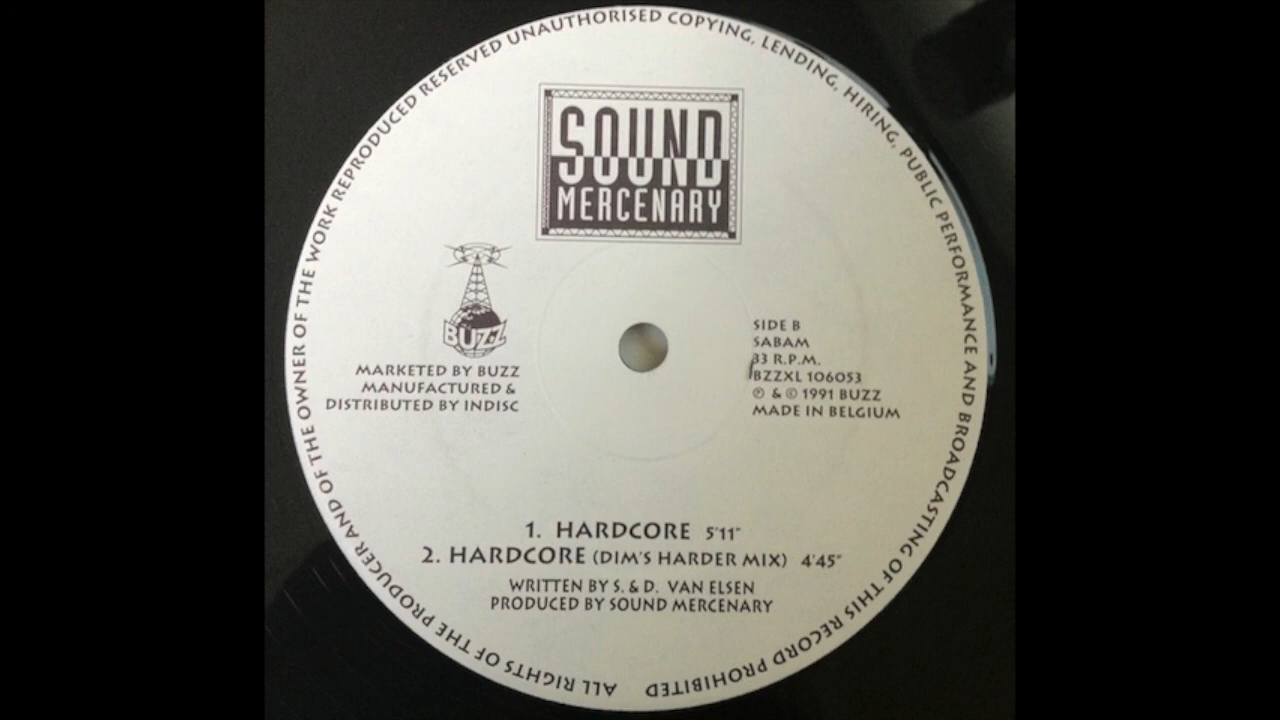 ALL RIGHTS OF THE PRODUCER AND OF THE OWNER OF THE WORK REPRODUCED RESERVED UNAUTHORISED COPYING, LENDING, HIRING, PUBLIC PERFORMANCE AND BROADCASTING OF THIS RECORD PROHIBITED
SOUND
MERCENARY
BUZZ
MARKETED BY BUZZ
MANUFACTURED &
DISTRIBUTED BY INDISC
SIDE B
SABAM
33 R.P.M.
BZZXL 106053
℗ & © 1991 BUZZ
MADE IN BELGIUM
1. HARDCORE 5'11"
2. HARDCORE (DIM'S HARDER MIX) 4'45"
WRITTEN BY S. & D. VAN ELSEN
PRODUCED BY SOUND MERCENARY